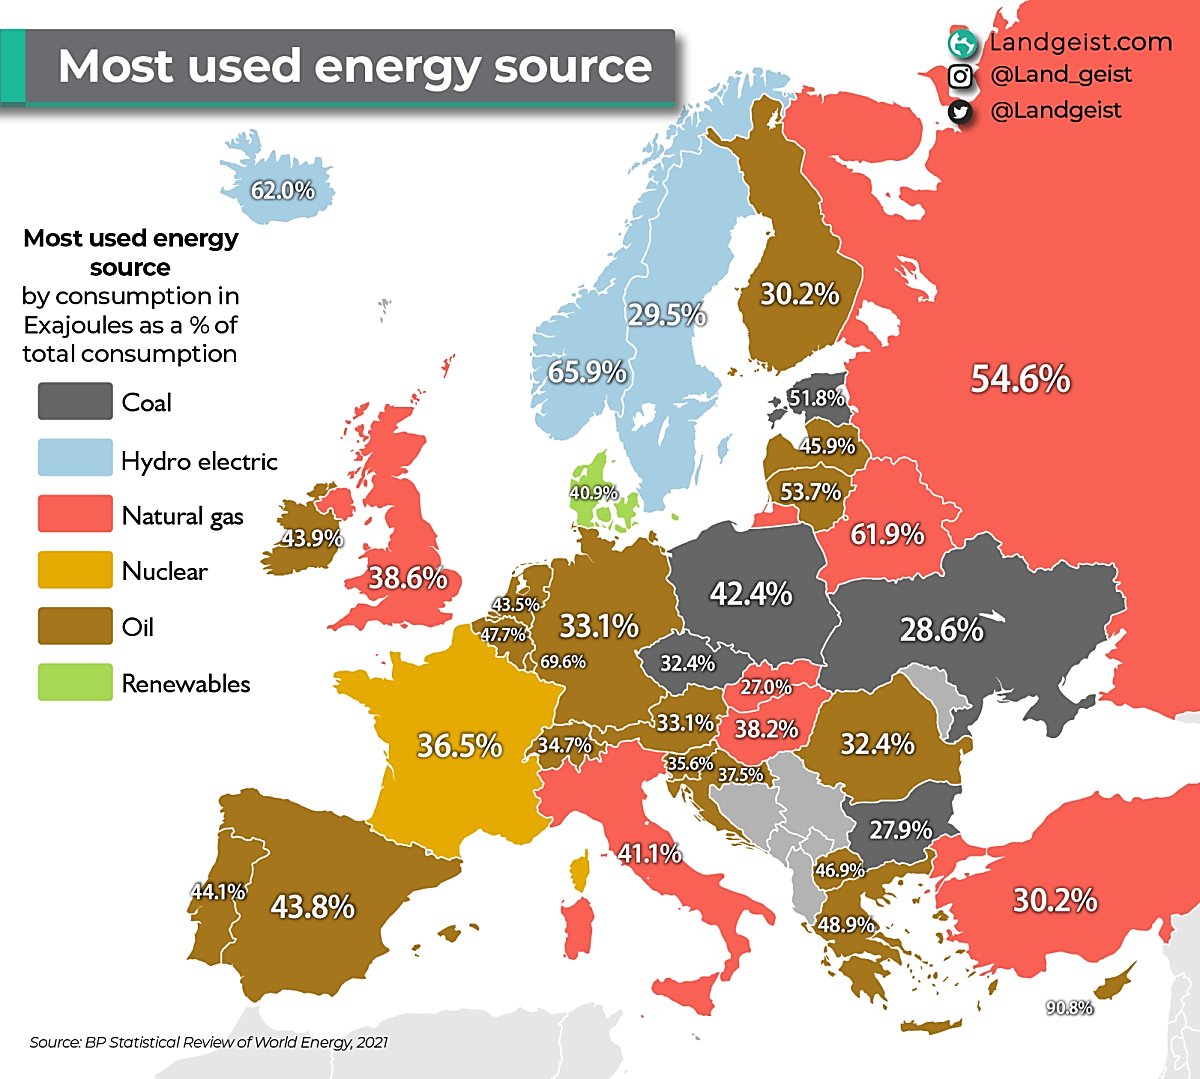 Most used energy source
Landgeist.com
@Land_geist
@Landgeist
62.0%
Most used energy
source
by consumption in
Exajoules as a % of
total consumption
Coal
Hydro electric
Natural gas
Nuclear
Oil
Renewables
30.2%
29.5%
65.9%
54.6%
51.8%
45.9%
40.9%
53.7%
43.9%
61.9%
38.6%
42.4%
43.5%
33.1%
28.6%
47.7%
69.6%
32.4%
27.0%
33.1%
38.2%
36.5%
34.7%
32.4%
35.6%
37.5%
27.9%
41.1%
46.9%
44.1%
43.8%
30.2%
48.9%
90.8%
Source: BP Statistical Review of World Energy, 2021